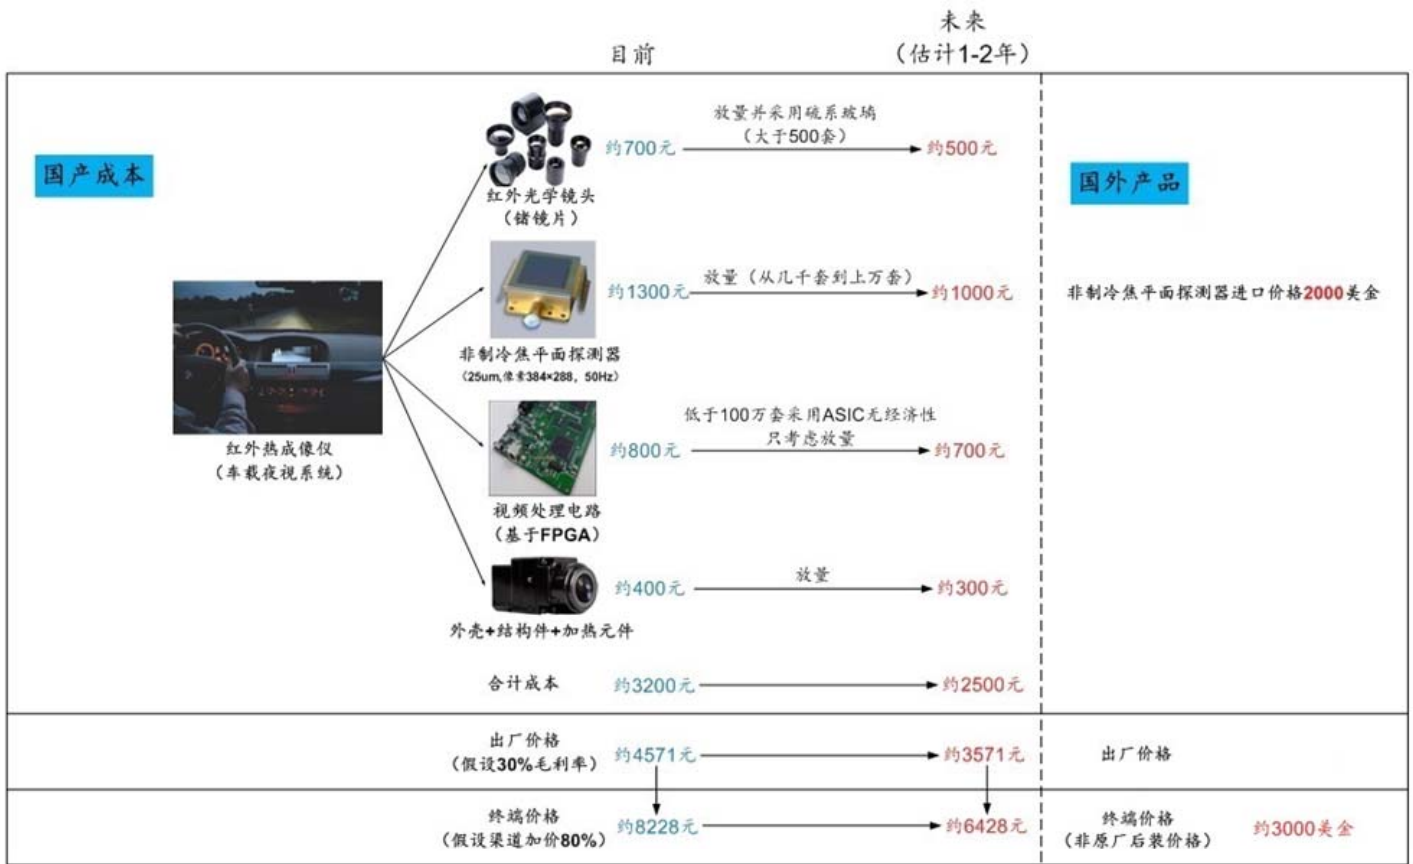 目前
未来
（估计1-2年）
国产成本
国外产品
红外热成像仪
（车载夜视系统）
红外光学镜头
（锗镜片）
约700元
放量并采用硫系玻璃
（大于500套）
约500元
非制冷焦平面探测器
（25um,像素384×288，50Hz）
约1300元
放量（从几千套到上万套）
约1000元
非制冷焦平面探测器进口价格2000美金
视频处理电路
（基于FPGA）
约800元
低于100万套采用ASIC无经济性
只考虑放量
约700元
外壳+结构件+加热元件
约400元
放量
约300元
合计成本
约3200元
约2500元
出厂价格
（假设30%毛利率）
约4571元
约3571元
出厂价格
终端价格
（假设渠道加价80%）
约8228元
约6428元
终端价格
（非原厂后装价格）
约3000美金